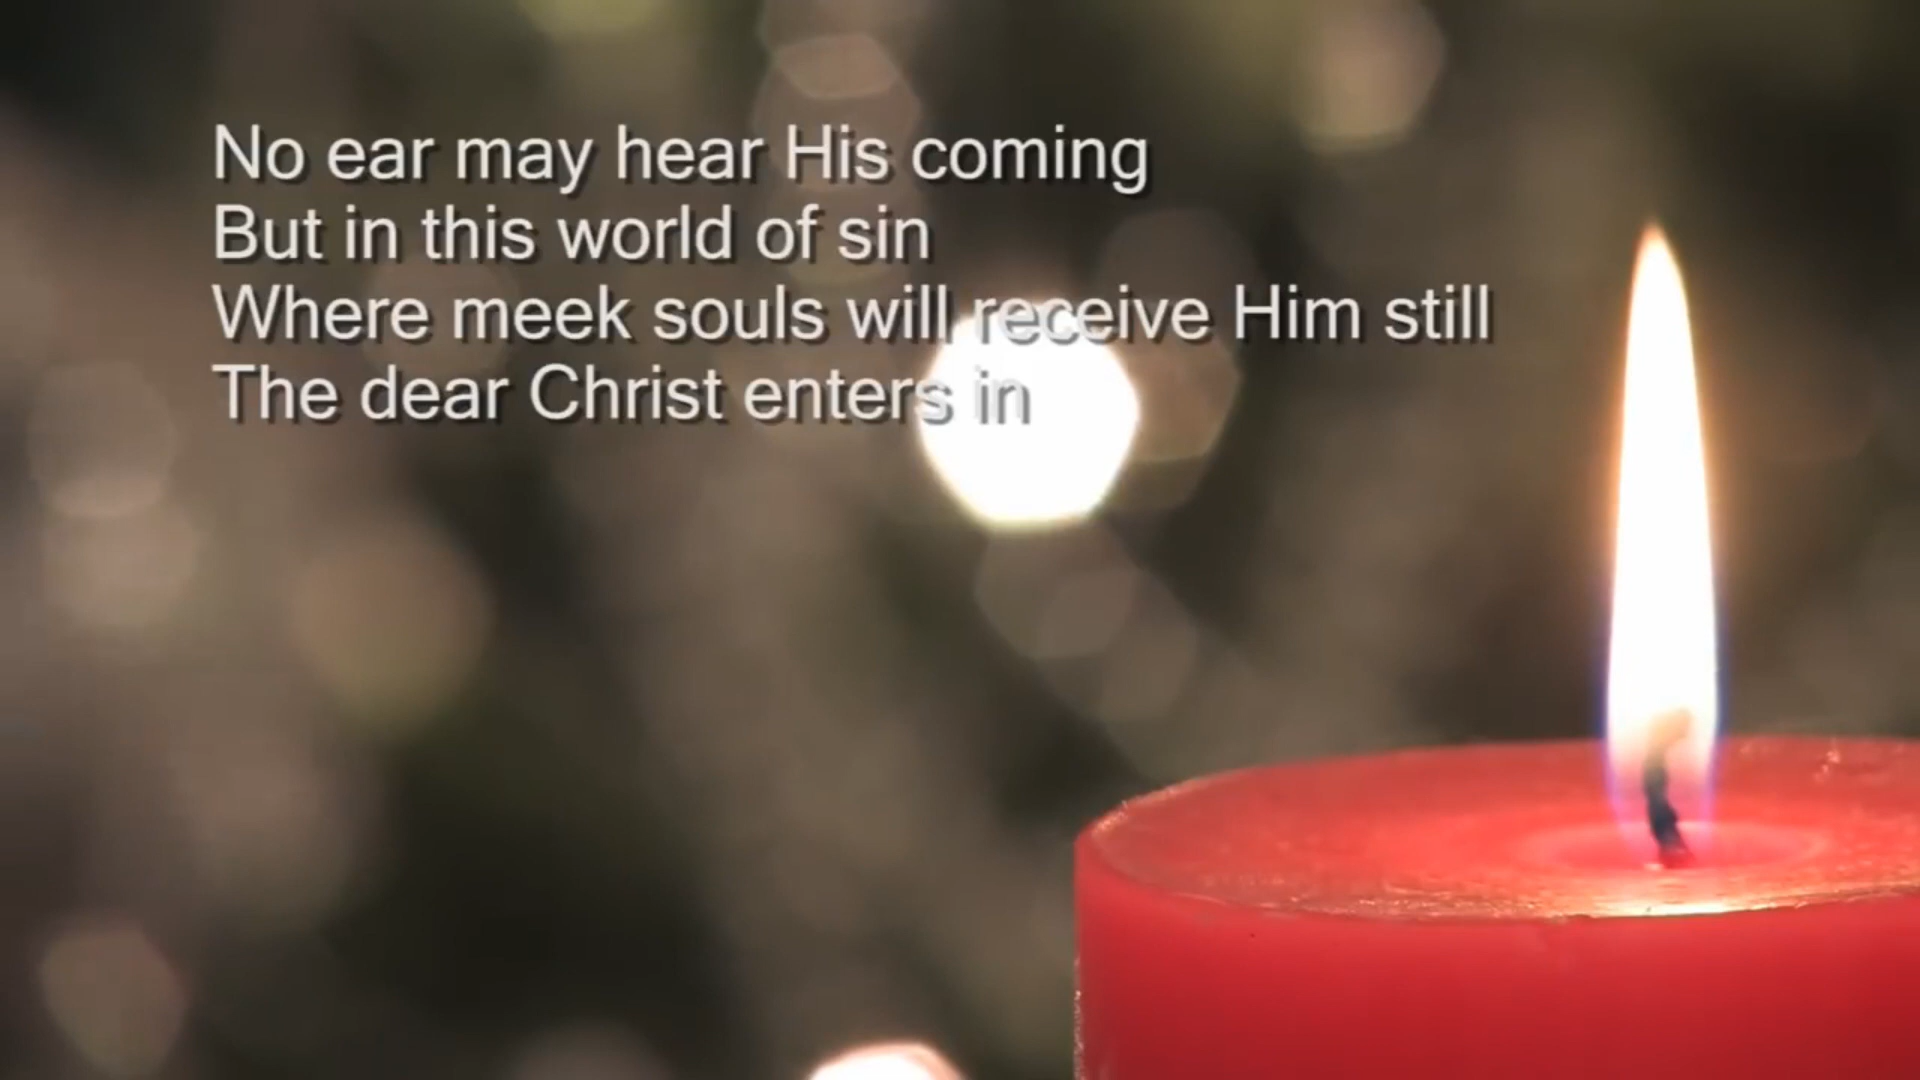 No ear may hear His coming
But in this world of sin
Where meek souls will receive Him still
The dear Christ enters in